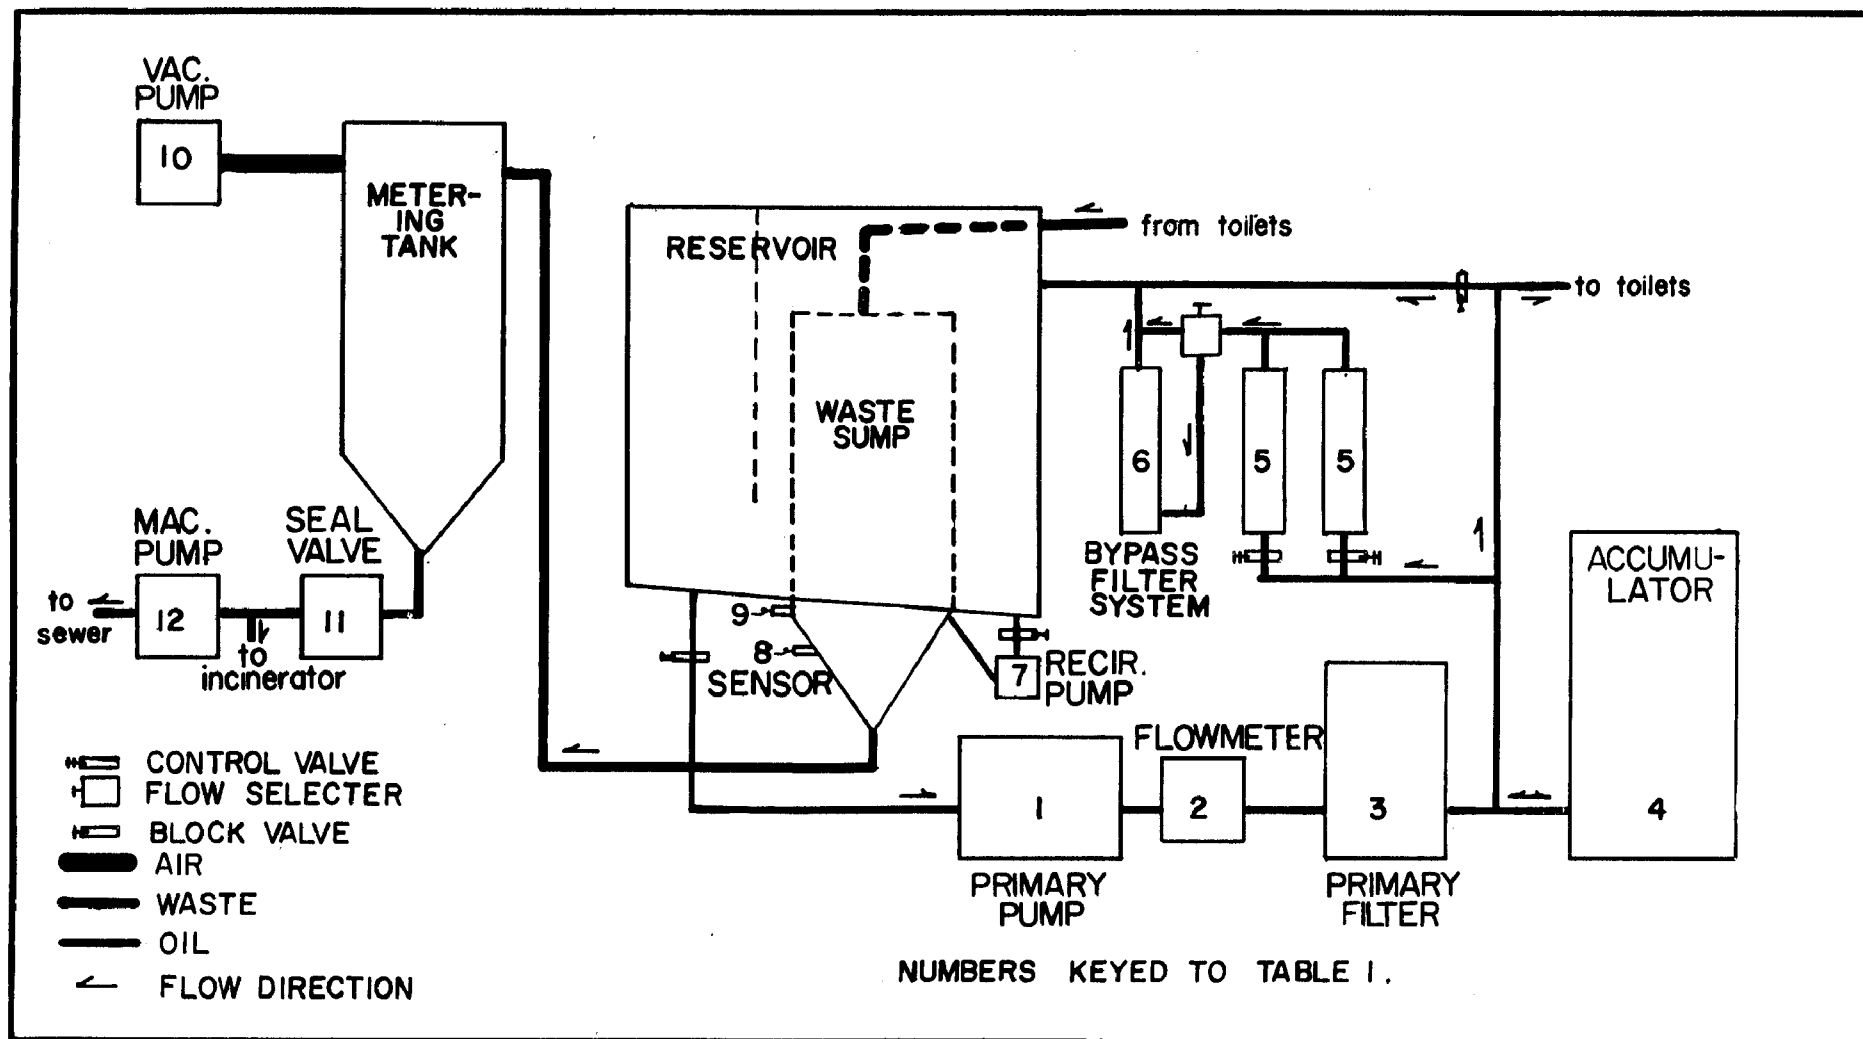 VAC.
PUMP
10
METER-
ING
TANK
RESERVOIR
from toilets
to toilets
WASTE
SUMP
6
5
5
BYPASS
FILTER
SYSTEM
ACCUMU-
LATOR
4
MAC.
PUMP
SEAL
VALVE
to
sewer
12
11
to
incinerator
9
8
SENSOR
7
RECIR.
PUMP
FLOWMETER
1
2
3
PRIMARY
PUMP
PRIMARY
FILTER
CONTROL VALVE
FLOW SELECTER
BLOCK VALVE
AIR
WASTE
OIL
FLOW DIRECTION
NUMBERS KEYED TO TABLE 1.